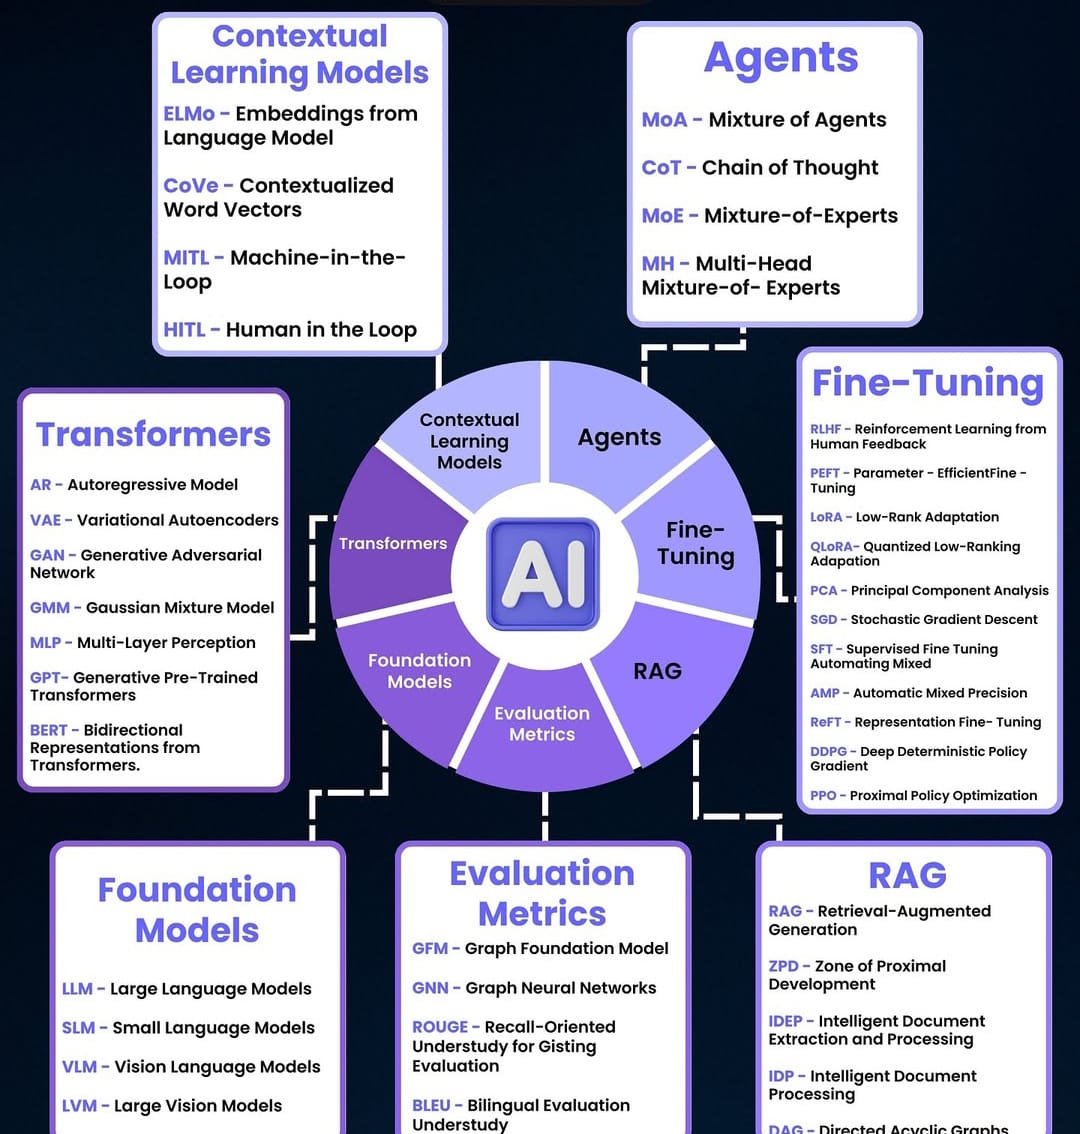 Contextual
Learning Models
ELMo - Embeddings from
Language Model
CoVe - Contextualized
Word Vectors
MITL - Machine-in-the-
Loop
HITL - Human in the Loop
Agents
MoA - Mixture of Agents
CoT - Chain of Thought
MoE - Mixture-of-Experts
MH - Multi-Head
Mixture-of- Experts
Transformers
AR - Autoregressive Model
VAE - Variational Autoencoders
GAN - Generative Adversarial
Network
GMM - Gaussian Mixture Model
MLP - Multi-Layer Perception
GPT- Generative Pre-Trained
Transformers
BERT - Bidirectional
Representations from
Transformers.
Contextual
Learning
Models
Agents
Transformers
Fine-
Tuning
AI
Foundation
Models
RAG
Evaluation
Metrics
Fine-Tuning
RLHF - Reinforcement Learning from
Human Feedback
PEFT - Parameter - EfficientFine -
Tuning
LoRA - Low-Rank Adaptation
QLoRA- Quantized Low-Ranking
Adapation
PCA - Principal Component Analysis
SGD - Stochastic Gradient Descent
SFT - Supervised Fine Tuning
Automating Mixed
AMP - Automatic Mixed Precision
ReFT - Representation Fine- Tuning
DDPG - Deep Deterministic Policy
Gradient
PPO - Proximal Policy Optimization
Foundation
Models
LLM - Large Language Models
SLM - Small Language Models
VLM - Vision Language Models
LVM - Large Vision Models
Evaluation
Metrics
GFM - Graph Foundation Model
GNN - Graph Neural Networks
ROUGE - Recall-Oriented
Understudy for Gisting
Evaluation
BLEU - Bilingual Evaluation
Understudy
RAG
RAG - Retrieval-Augmented
Generation
ZPD - Zone of Proximal
Development
IDEP - Intelligent Document
Extraction and Processing
IDP - Intelligent Document
Processing
DAG - Directed Acyclic Graphs